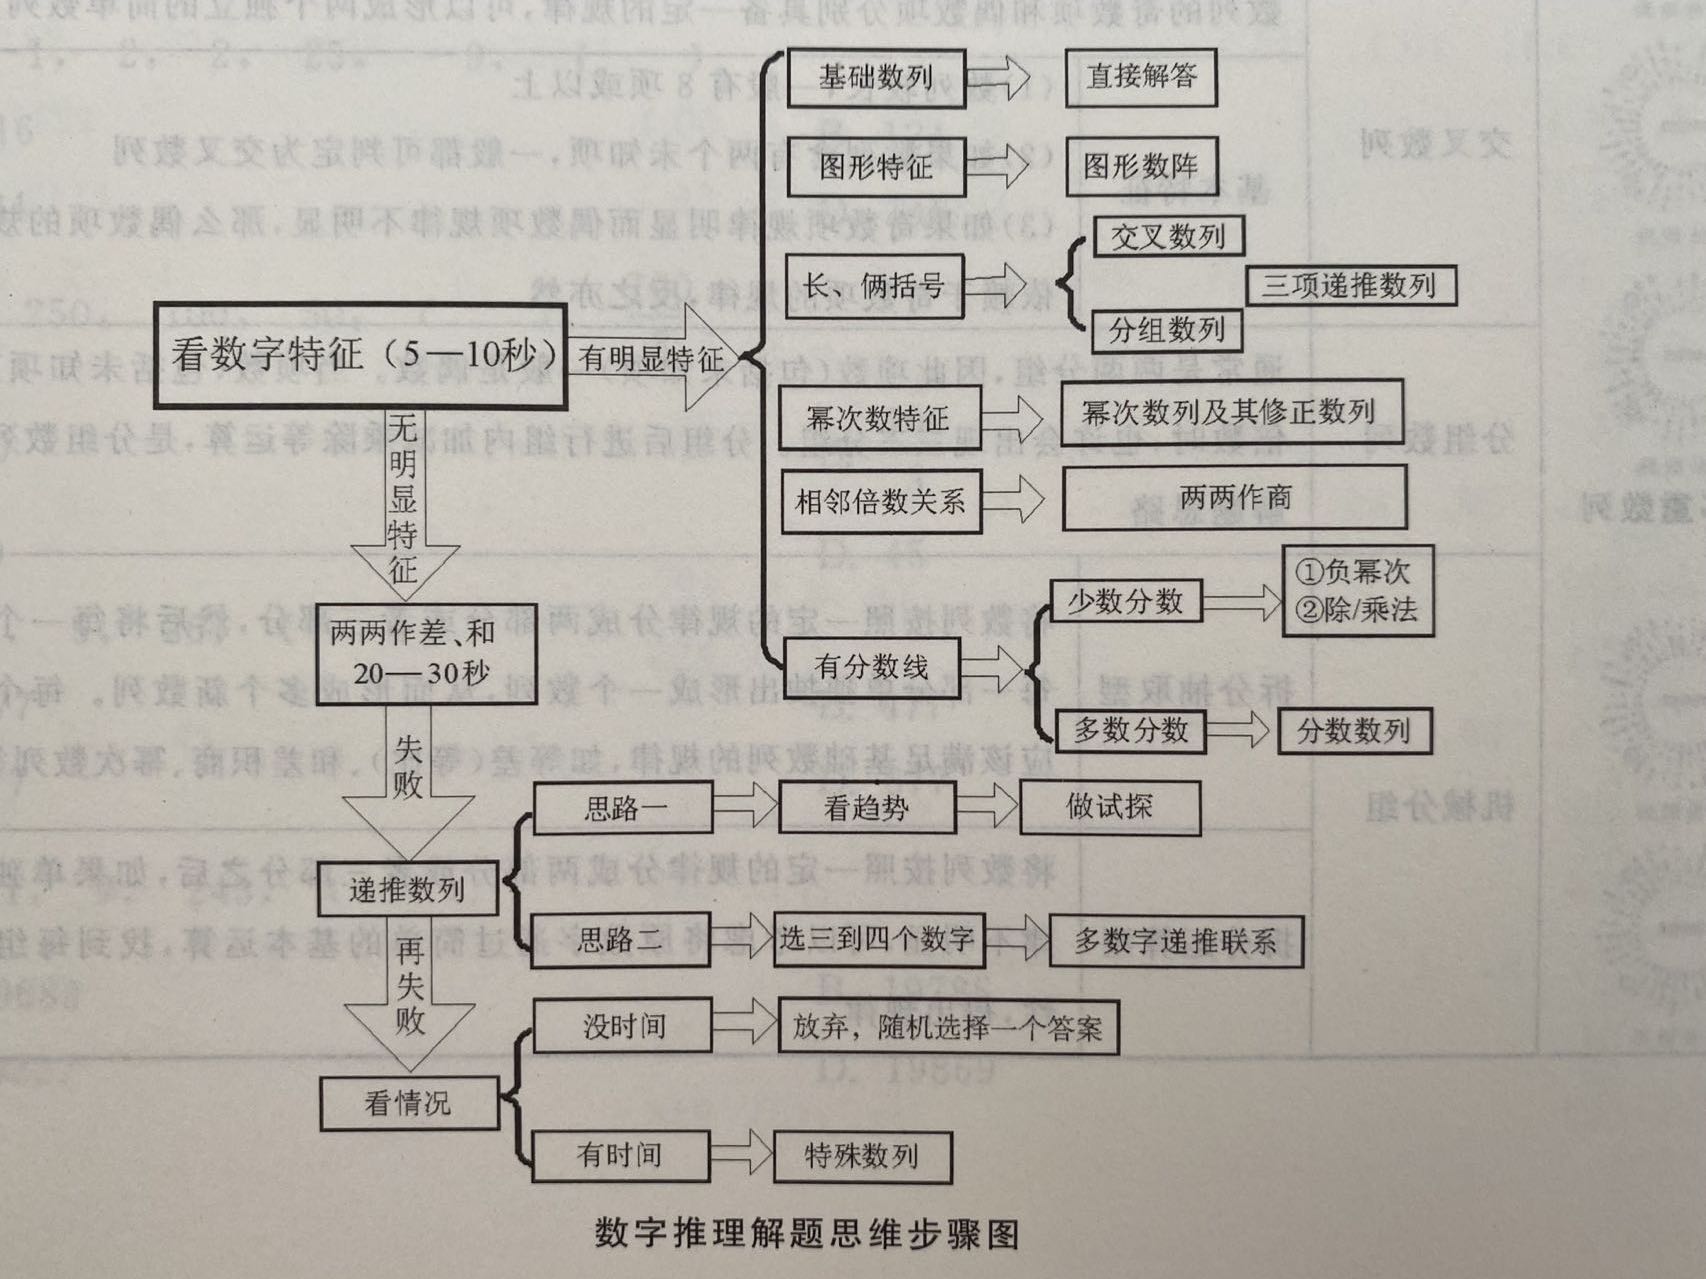 基础数列
直接解答
图形特征
图形数阵
长、俩括号
交叉数列
三项递推数列
分组数列
看数字特征（5—10秒）
有明显特征
幂次数特征
幂次数列及其修正数列
相邻倍数关系
两两作商
有分数线
少数分数
①负幂次
②除/乘法
多数分数
分数数列
无明显特征
两两作差、和
20—30秒
失败
递推数列
思路一
看趋势
做试探
思路二
选三到四个数字
多数字递推联系
再失败
看情况
没时间
放弃，随机选择一个答案
有时间
特殊数列
数字推理解题思维步骤图